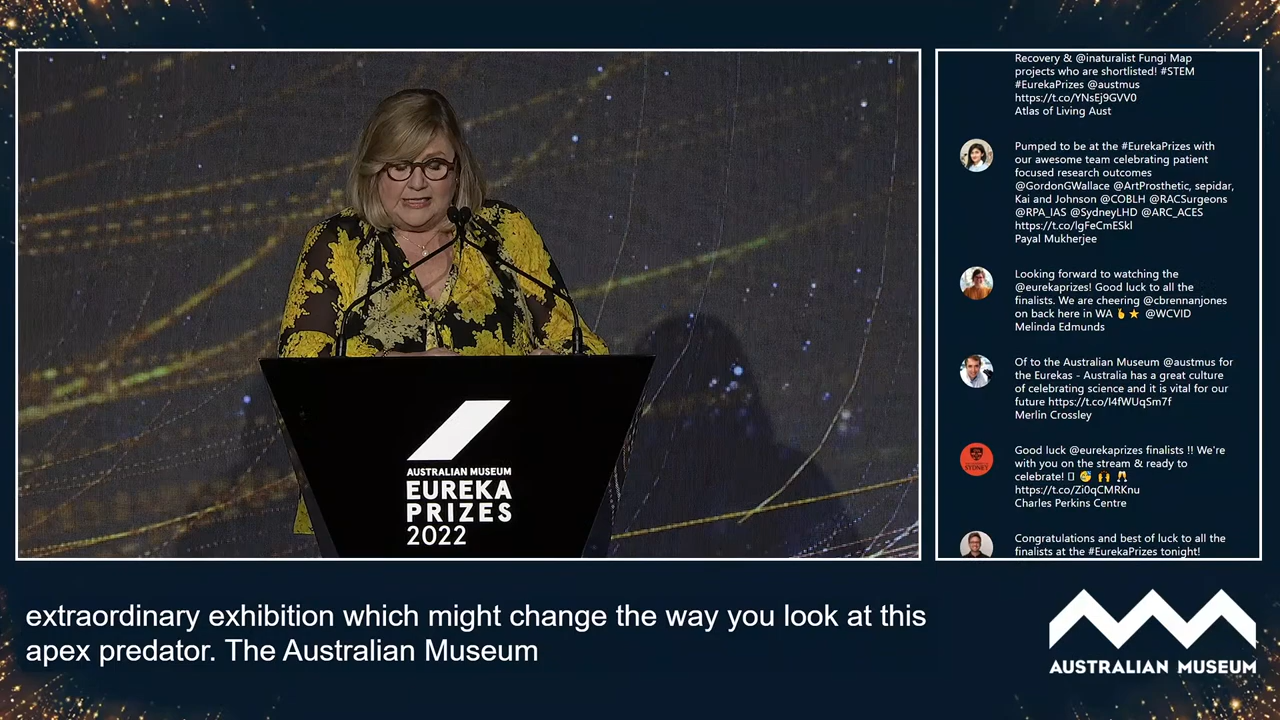 AUSTRALIAN MUSEUM
EUREKA
PRIZES
2022
Recovery & @inaturalist Fungi Map
projects who are shortlisted! #STEM
#EurekaPrizes @austmus
https://t.co/YNsEj9GVV0
Atlas of Living Aust
Pumped to be at the #EurekaPrizes with
our awesome team celebrating patient
focused research outcomes
@GordonGWallace @ArtProsthetic, sepidar,
Kai and Johnson @COBLH @RACSurgeons
@RPA_IAS @SydneyLHD @ARC_ACES
https://t.co/lgFeCmESkI
Payal Mukherjee
Looking forward to watching the
@eurekaprizes! Good luck to all the
finalists. We are cheering @cbrennanjones
on back here in WA 🫰⭐ @WCVID
Melinda Edmunds
Of to the Australian Museum @austmus for
the Eurekas - Australia has a great culture
of celebrating science and it is vital for our
future https://t.co/I4fWUqSm7f
Merlin Crossley
SYDNEY
Good luck @eurekaprizes finalists !! We're
with you on the stream & ready to
celebrate! 🥳 🙌 🥂
https://t.co/Zi0qCMRKnu
Charles Perkins Centre
Congratulations and best of luck to all the
finalists at the #EurekaPrizes tonight!
extraordinary exhibition which might change the way you look at this
apex predator. The Australian Museum
AUSTRALIAN MUSEUM